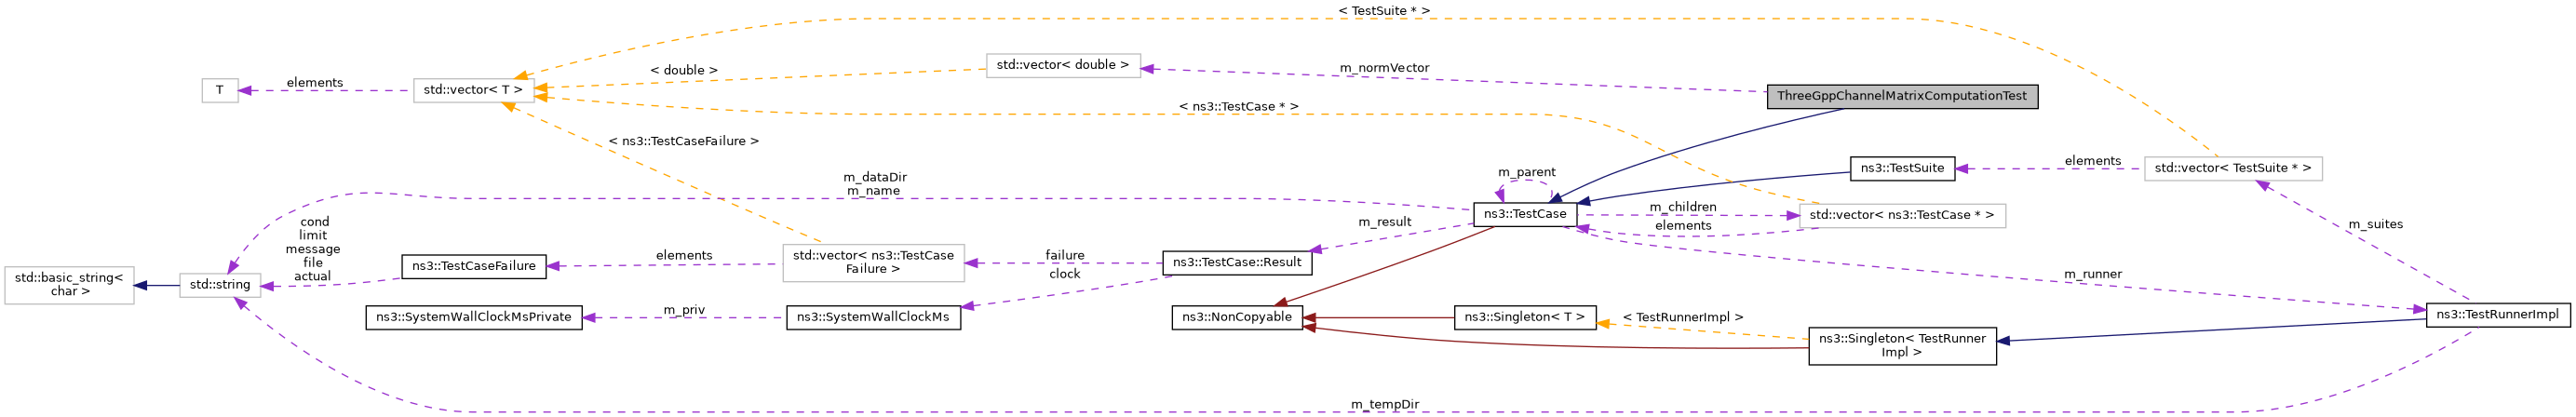 < TestSuite * >
std::vector< double >
< double >
m_normVector
T
elements
std::vector< T >
ThreeGppChannelMatrixComputationTest
< ns3::TestCase * >
< ns3::TestCaseFailure >
elements
ns3::TestSuite
std::vector< TestSuite * >
m_parent
m_dataDir
m_name
ns3::TestCase
m_children
elements
std::vector< ns3::TestCase * >
m_suites
cond
limit
message
file
actual
m_result
elements
std::vector< ns3::TestCase
Failure >
failure
clock
ns3::TestCase::Result
ns3::TestCaseFailure
m_runner
std::basic_string<
char >
std::string
ns3::SystemWallClockMsPrivate
m_priv
ns3::SystemWallClockMs
ns3::NonCopyable
ns3::Singleton< T >
< TestRunnerImpl >
ns3::Singleton< TestRunner
Impl >
ns3::TestRunnerImpl
m_tempDir